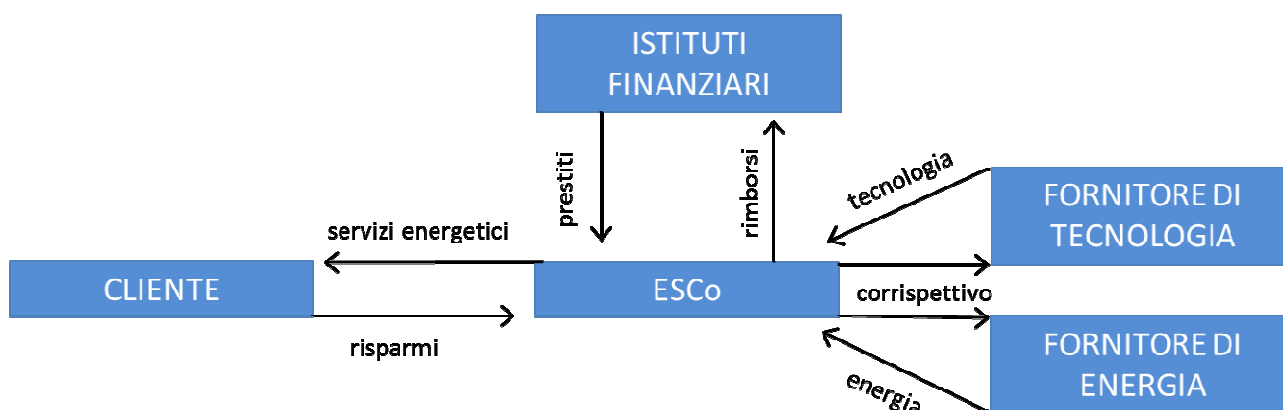 ISTITUTI
FINANZIARI
prestiti
rimborsi
tecnologia
FORNITORE DI
TECNOLOGIA
servizi energetici
CLIENTE
ESCo
corrispettivo
risparmi
FORNITORE DI
ENERGIA
energia